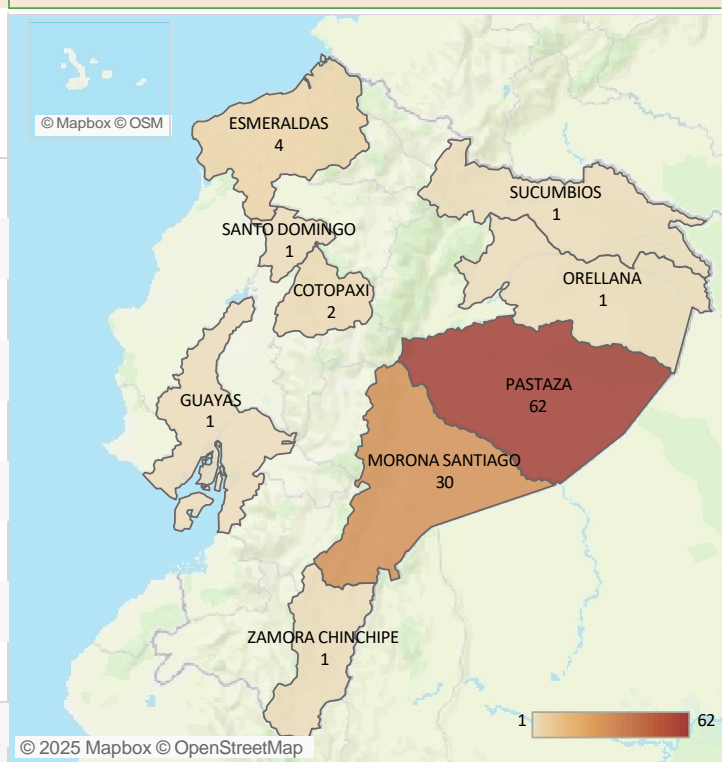 © Mapbox © OSM
ESMERALDAS
4
SUCUMBIOS
1
SANTO DOMINGO
1
ORELLANA
1
COTOPAXI
2
PASTAZA
62
GUAYAS
1
MORONA SANTIAGO
30
ZAMORA CHINCHIPE
1
1
62
© 2025 Mapbox © OpenStreetMap